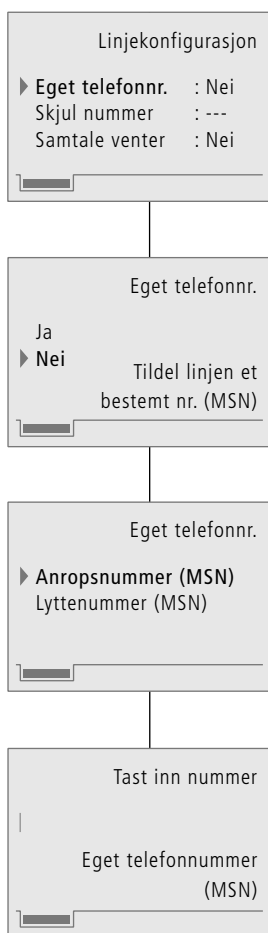 Linjekonfigurasjon
Eget telefonnr. : Nei
Skjul nummer : ---
Samtale venter : Nei
Eget telefonnr.
Ja
Nei
Tildel linjen et
bestemt nr. (MSN)
Eget telefonnr.
Anropsnummer (MSN)
Lyttenummer (MSN)
Tast inn nummer
Eget telefonnummer
(MSN)